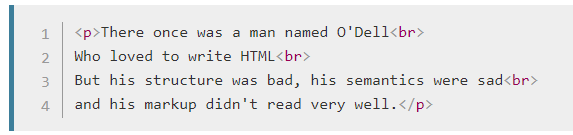 1 <p>There once was a man named O'Dell<br>
2 Who loved to write HTML<br>
3 But his structure was bad, his semantics were sad<br>
4 and his markup didn't read very well.</p>